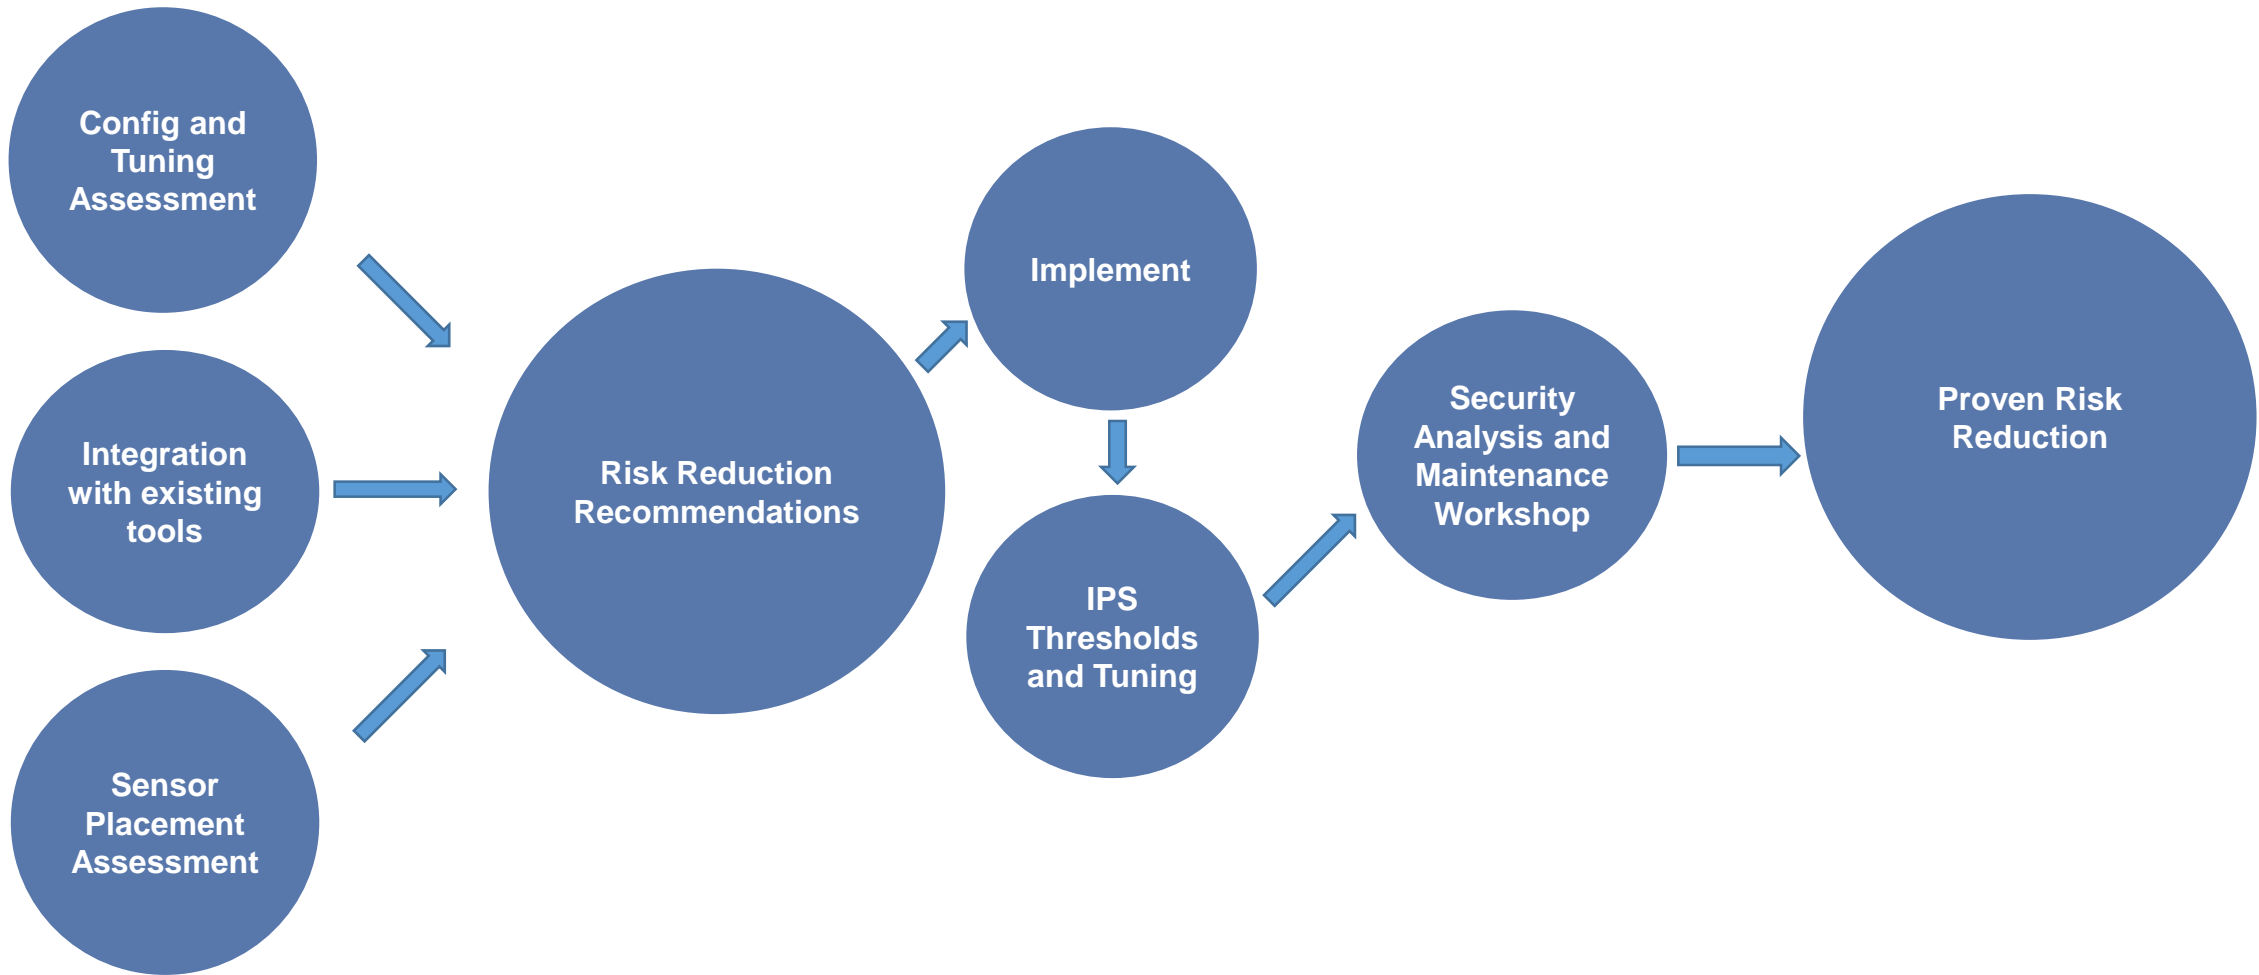 Config and
Tuning
Assessment
Integration
with existing
tools
Sensor
Placement
Assessment
Risk Reduction
Recommendations
Implement
IPS
Thresholds
and Tuning
Security
Analysis and
Maintenance
Workshop
Proven Risk
Reduction